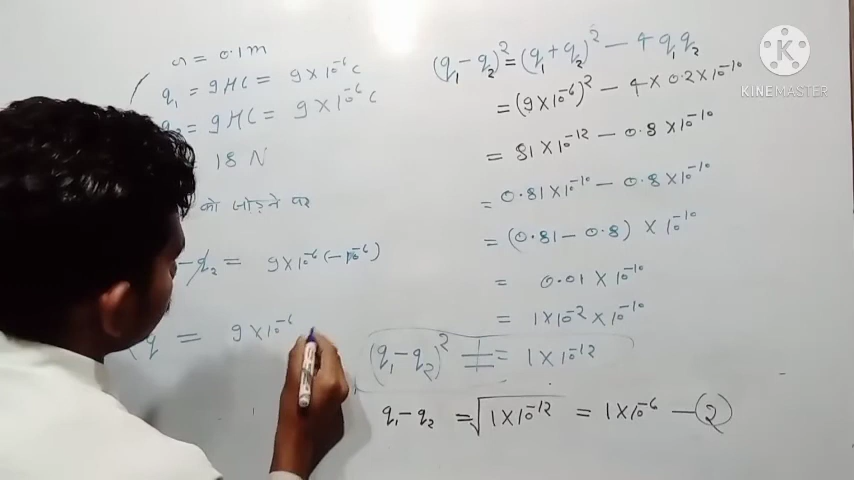 r = 0.1m
q₁ = 9μC = 9×10⁻⁶ C
= 9μC = 9×10⁻⁶ C
18 N
को जोड़ने पर
-q₂ = 9×10⁻⁶ (-10⁻⁶)
q = 9×10⁻⁶
(q₁-q₂)² = (q₁+q₂)² - 4q₁q₂
= (9×10⁻⁶)² - 4×0.2×10⁻¹⁰
= 81×10⁻¹² - 0.8×10⁻¹⁰
= 0.81×10⁻¹⁰ - 0.8×10⁻¹⁰
= (0.81-0.8) × 10⁻¹⁰
= 0.01 × 10⁻¹⁰
= 1×10⁻² × 10⁻¹⁰
(q₁-q₂)² = 1×10⁻¹²
q₁-q₂ = √1×10⁻¹² = 1×10⁻⁶ —②
KINEMASTER